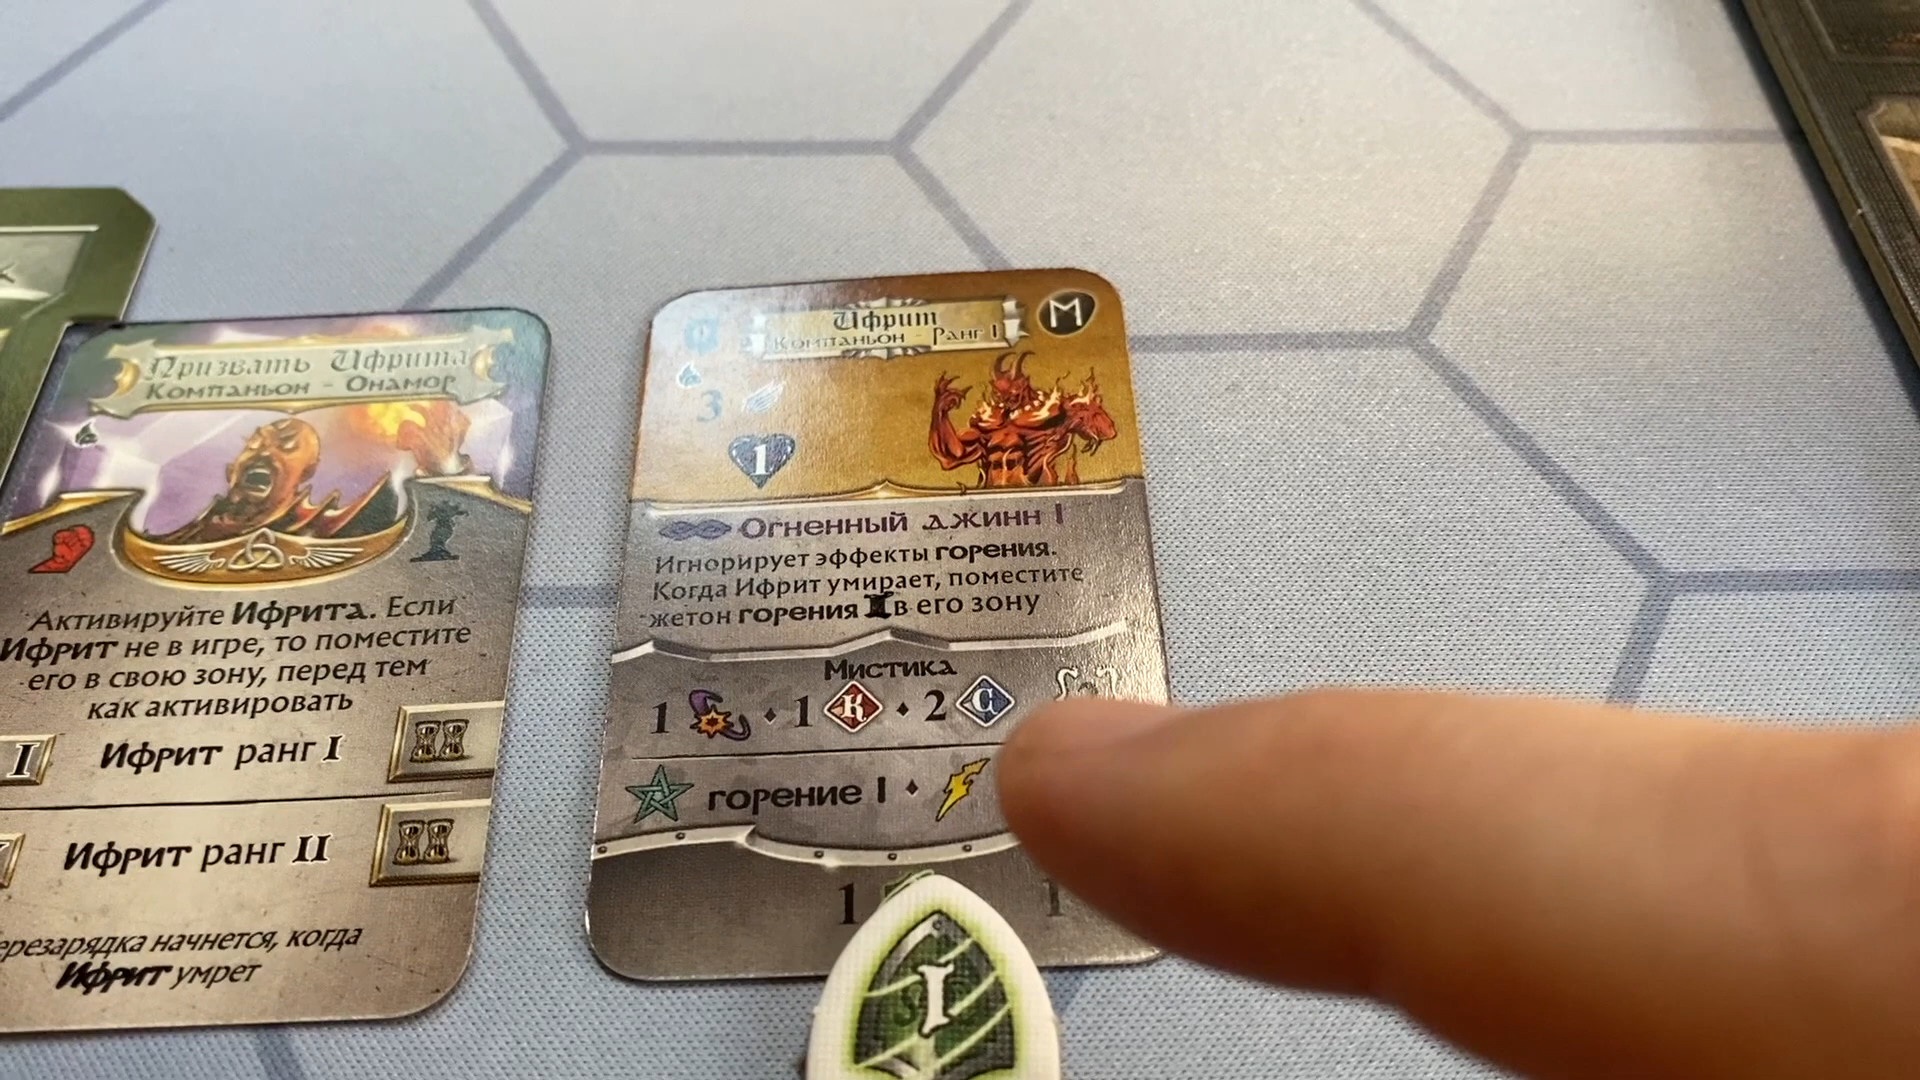 Призвать Ифрита
Компаньон - Онамор
Активируйте Ифрита. Если
Ифрит не в игре, то поместите
его в свою зону, перед тем
как активировать
I Ифрит ранг I
Ифрит ранг II
начнется, когда
Ифрит умрет
Ифрит
Компаньон - Ранг I
M
3
1
Огненный джинн I
Игнорирует эффекты горения.
Когда Ифрит умирает, поместите
жетон горения I в его зону
Мистика
1 • 1 K • 2 G
горение I •
1 1
I